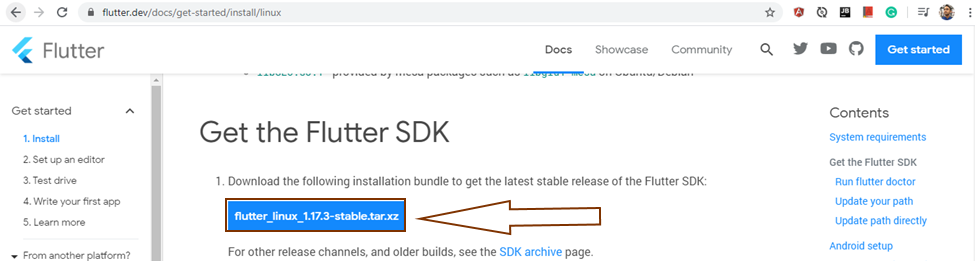 flutter.dev/docs/get-started/install/linux
Flutter
Docs Showcase Community Get started
provided by mesa packages such as on Ubuntu/Debian
Get started
1. Install
2. Set up an editor
3. Test drive
4. Write your first app
5. Learn more
From another platform?
Get the Flutter SDK
1. Download the following installation bundle to get the latest stable release of the Flutter SDK:
flutter_linux_1.17.3-stable.tar.xz
For other release channels, and older builds, see the SDK archive page.
Contents
System requirements
Get the Flutter SDK
Run flutter doctor
Update your path
Update path directly
Android setup